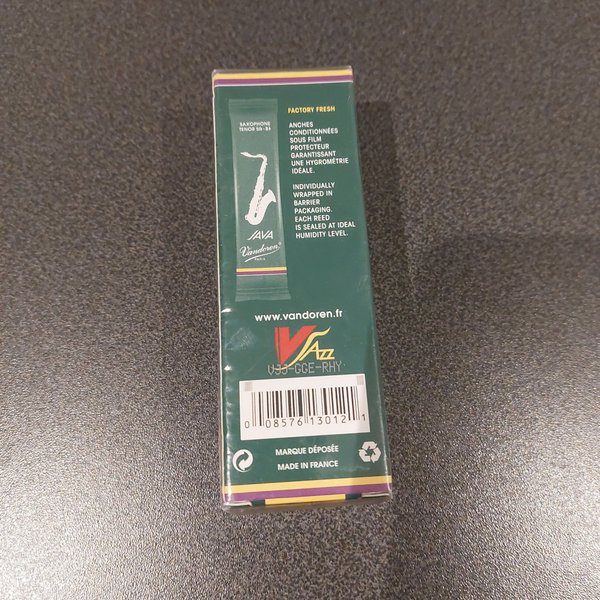 SAXOPHONE
TENOR SIB-Bb
JAVA
Vandoren
PARIS
FACTORY FRESH
ANCHES
CONDITIONNÉES
SOUS FILM
PROTECTEUR
GARANTISSANT
UNE HYGROMÉTRIE
IDÉALE.
INDIVIDUALLY
WRAPPED IN
BARRIER
PACKAGING.
EACH REED
IS SEALED AT IDEAL
HUMIDITY LEVEL.
www.vandoren.fr
VJAZZ
V33-GGE-RHY
0 08576 13012 1
MARQUE DÉPOSÉE
MADE IN FRANCE